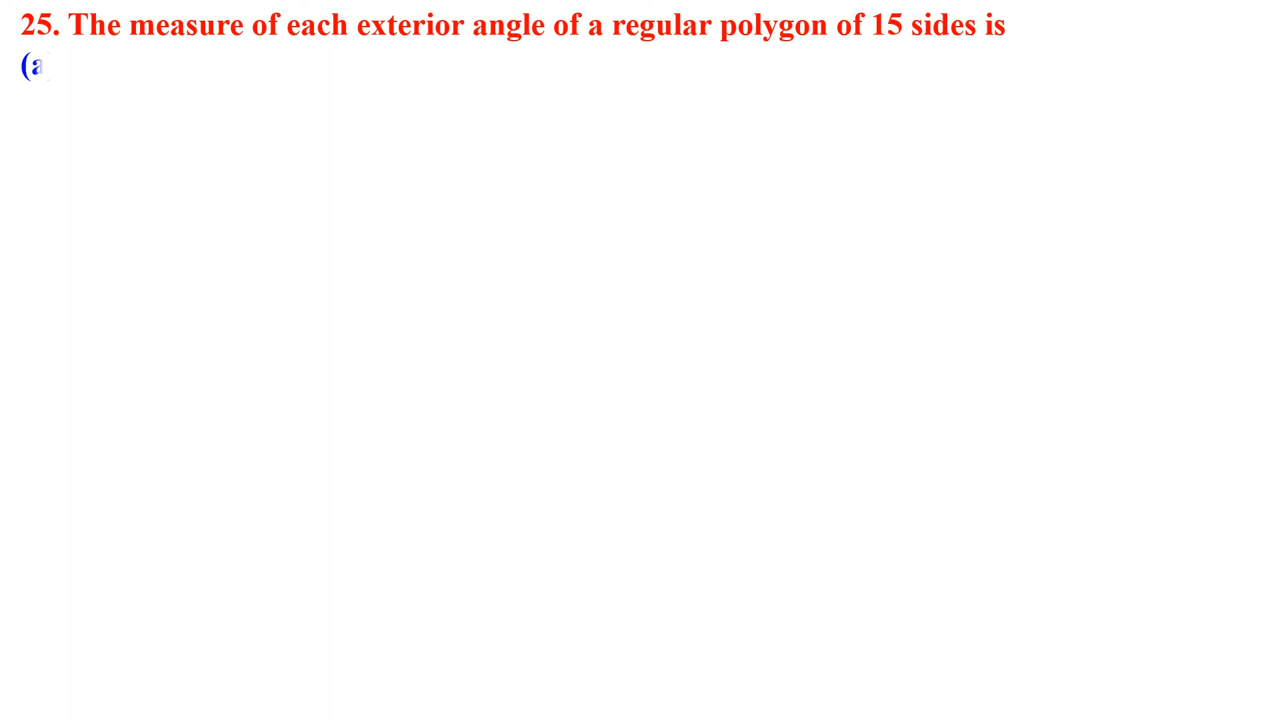 25. The measure of each exterior angle of a regular polygon of 15 sides is
(a